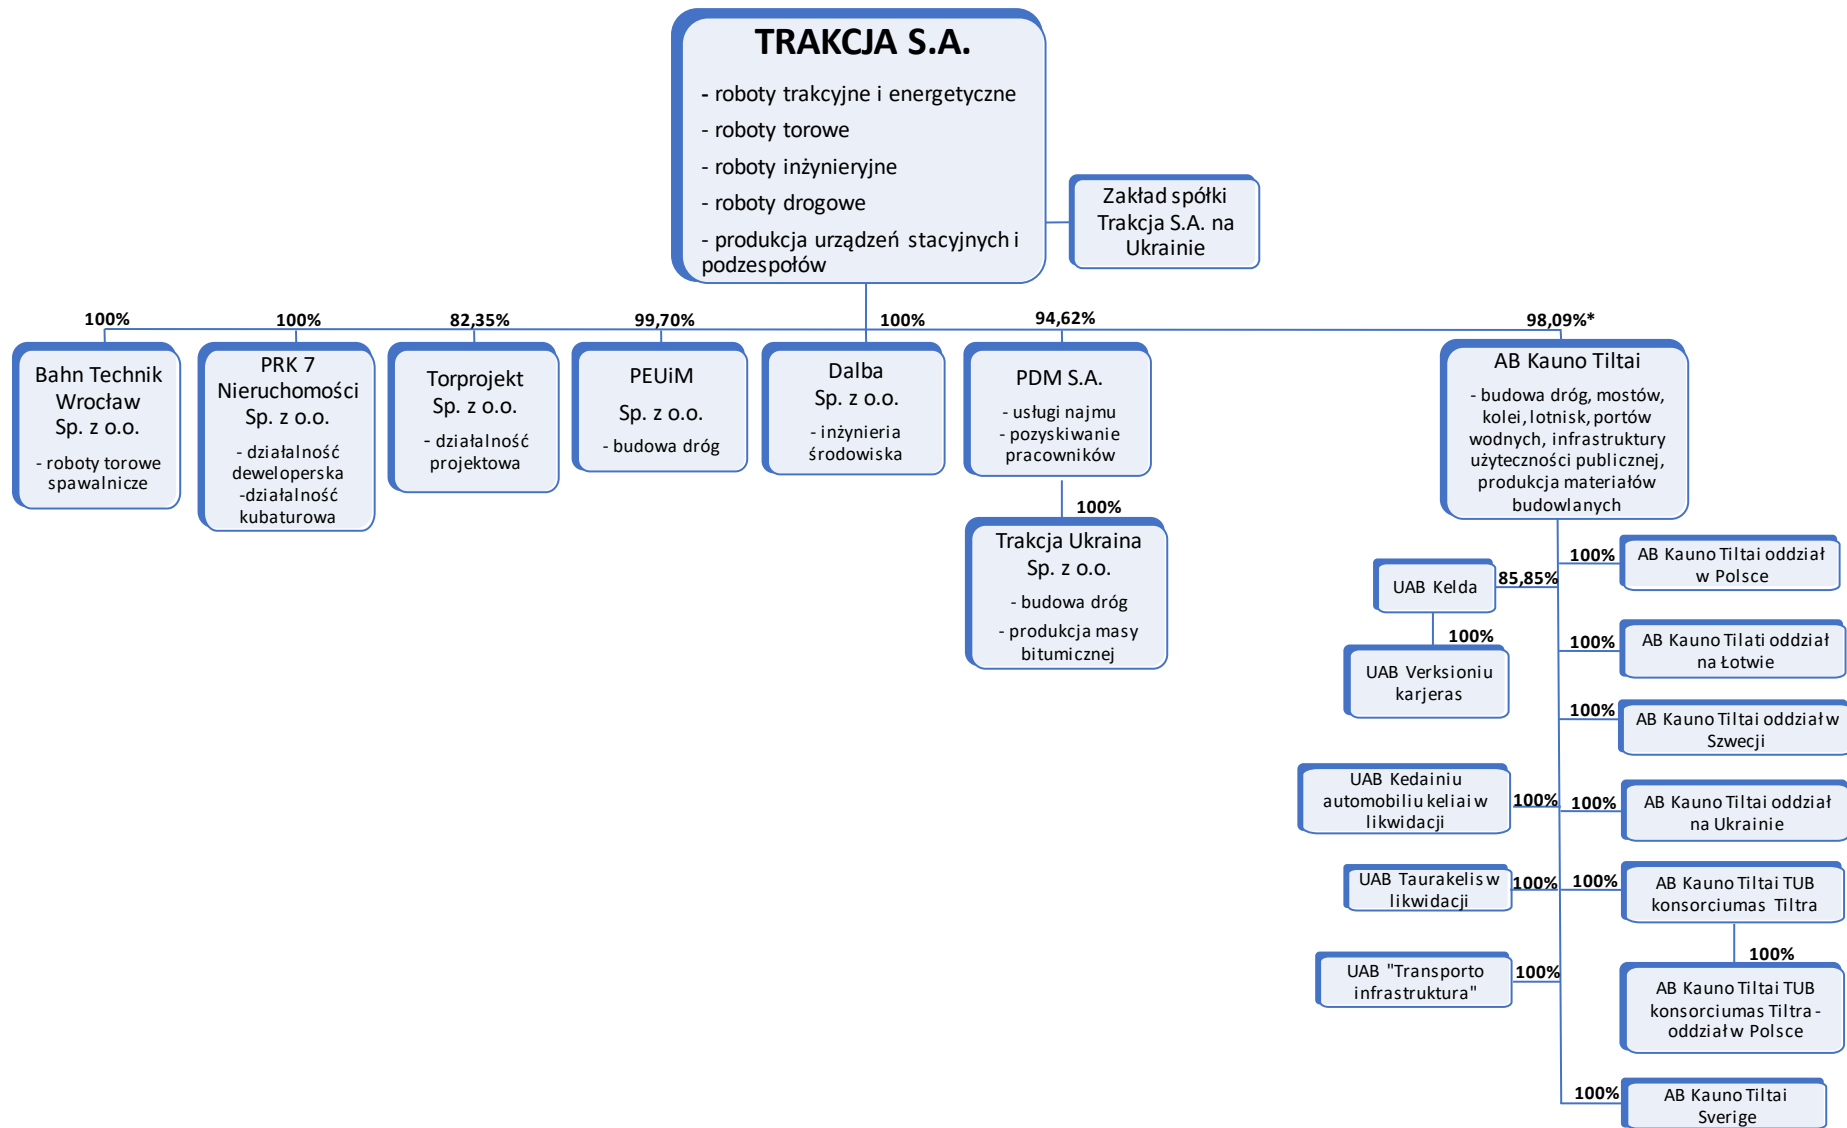 TRAKCJA S.A.
- roboty trakcyjne i energetyczne
- roboty torowe
- roboty inżynieryjne
- roboty drogowe
- produkcja urządzeń stacyjnych i
podzespołów
Zakład spółki
Trakcja S.A. na
Ukrainie
100%
Bahn Technik
Wrocław
Sp. z o.o.
- roboty torowe
spawalnicze
100%
PRK 7
Nieruchomości
Sp. z o.o.
- działalność
deweloperska
-działalność
kubaturowa
82,35%
Torprojekt
Sp. z o.o.
- działalność
projektowa
99,70%
PEUiM
Sp. z o.o.
- budowa dróg
100%
Dalba
Sp. z o.o.
- inżynieria
środowiska
94,62%
PDM S.A.
- usługi najmu
- pozyskiwanie
pracowników
100%
Trakcja Ukraina
Sp. z o.o.
- budowa dróg
- produkcja masy
bitumicznej
98,09%*
AB Kauno Tiltai
- budowa dróg, mostów,
kolei, lotnisk, portów
wodnych, infrastruktury
użyteczności publicznej,
produkcja materiałów
budowlanych
85,85%
UAB Kelda
100%
UAB Verksioniu
karjeras
100%
UAB Kedainiu
automobiliu keliai w
likwidacji
100%
UAB Taurakelis w
likwidacji
100%
UAB "Transporto
infrastruktura"
100%
AB Kauno Tiltai oddział
w Polsce
100%
AB Kauno Tilati oddział
na Łotwie
100%
AB Kauno Tiltai oddział w
Szwecji
100%
AB Kauno Tiltai oddział
na Ukrainie
100%
AB Kauno Tiltai TUB
konsorciumas Tiltra
100%
AB Kauno Tiltai TUB
konsorciumas Tiltra -
oddział w Polsce
100%
AB Kauno Tiltai
Sverige